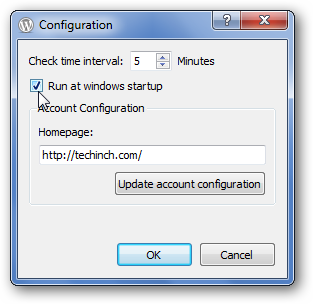 Configuration
Check time interval: 5 Minutes
Run at windows startup
Account Configuration
Homepage:
http://techinch.com/
Update account configuration
OK Cancel